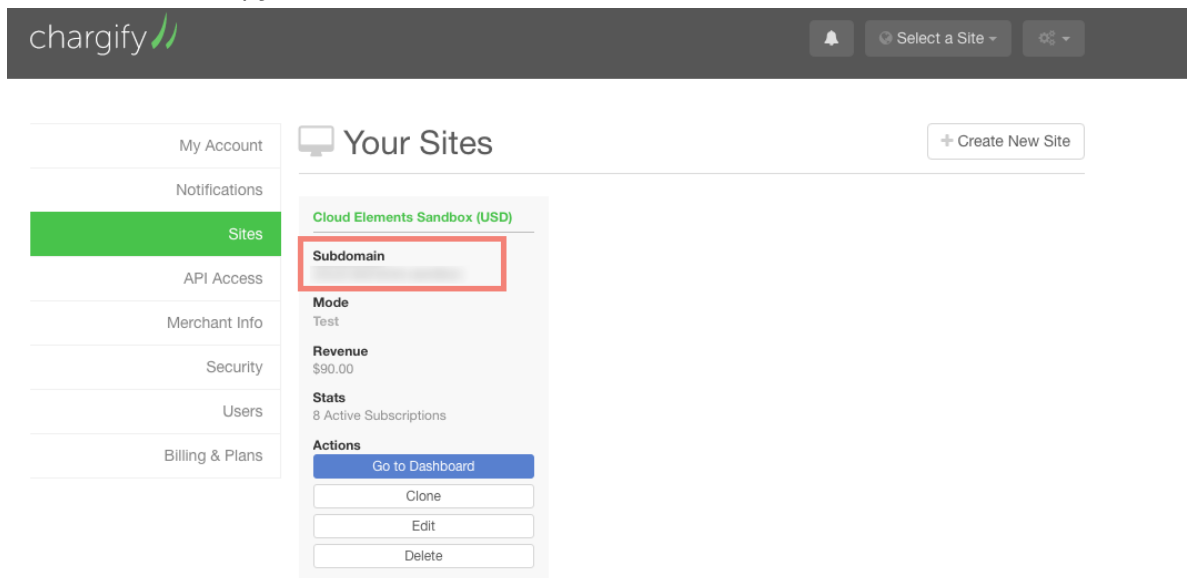 chargify
Select a Site
My Account
Notifications
Sites
API Access
Merchant Info
Security
Users
Billing & Plans
Your Sites
+ Create New Site
Cloud Elements Sandbox (USD)
Subdomain
Mode
Test
Revenue
$90.00
Stats
8 Active Subscriptions
Actions
Go to Dashboard
Clone
Edit
Delete